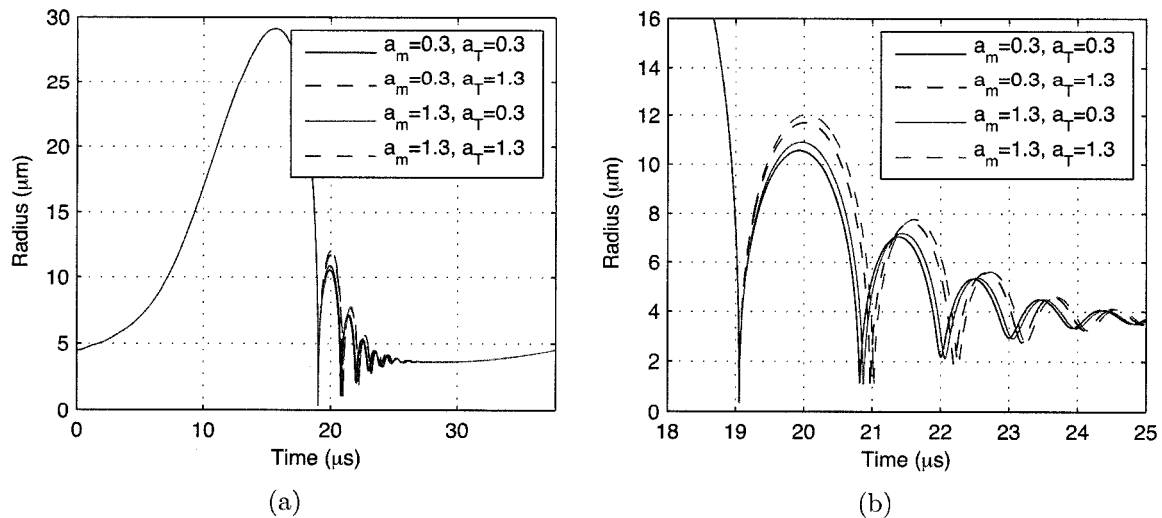 30
25
20
15
10
5
0
0
10
20
30
Radius (μm)
Time (μs)
a_m=0.3, a_T=0.3
a_m=0.3, a_T=1.3
a_m=1.3, a_T=0.3
a_m=1.3, a_T=1.3
(a)
16
14
12
10
8
6
4
2
0
18
19
20
21
22
23
24
25
Radius (μm)
Time (μs)
a_m=0.3, a_T=0.3
a_m=0.3, a_T=1.3
a_m=1.3, a_T=0.3
a_m=1.3, a_T=1.3
(b)